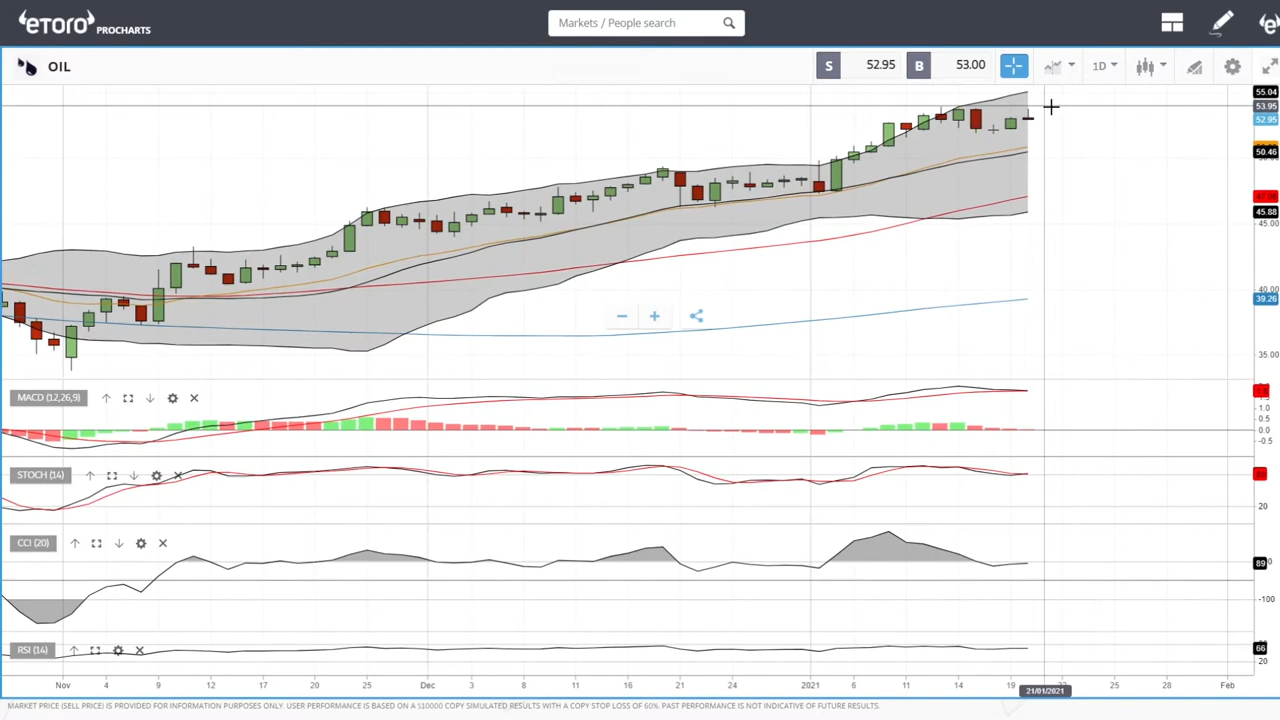 etoro PROCHARTS
Markets / People search
OIL
S 52.95 B 53.00
1D
55.04
53.95
52.95
50.46
45.88
45.00
40.00
39.26
35.00
MACD (12,26,9)
1.0
0.5
0.0
-0.5
STOCH (14)
20
CCI (20)
89
-100
RSI (14)
66
20
Nov 4 9 12 17 20 25 Dec 3 8 11 16 21 24 2021 6 11 14 19 25 28 Feb
21/01/2021
MARKET PRICE (SELL PRICE) IS PROVIDED FOR INFORMATION PURPOSES ONLY. USER PERFORMANCE IS BASED ON A $10000 COPY SIMULATED RESULTS WITH A COPY STOP LOSS OF 60%. PAST PERFORMANCE IS NOT INDICATIVE OF FUTURE RESULTS.